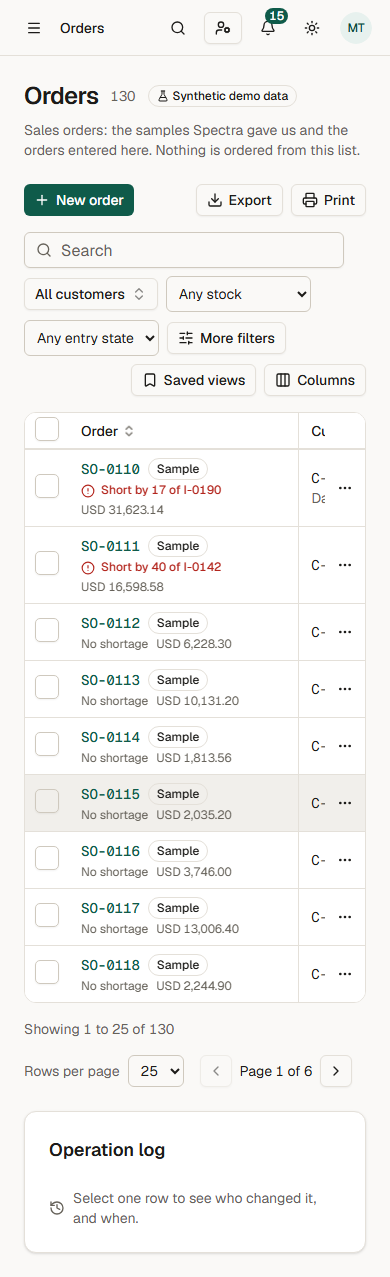 Orders
15
MT
Orders 130 Synthetic demo data
Sales orders: the samples Spectra gave us and the
orders entered here. Nothing is ordered from this list.
New order Export Print
Search
All customers Any stock
Any entry state More filters
Saved views Columns
Order
SO-0110 Sample
Short by 17 of I-0190
USD 31,623.14
C-
SO-0111 Sample
Short by 40 of I-0142
USD 16,598.58
C-
SO-0112 Sample
No shortage USD 6,228.30
C-
SO-0113 Sample
No shortage USD 10,131.20
C-
SO-0114 Sample
No shortage USD 1,813.56
C-
SO-0115 Sample
No shortage USD 2,035.20
C-
SO-0116 Sample
No shortage USD 3,746.00
C-
SO-0117 Sample
No shortage USD 13,006.40
C-
SO-0118 Sample
No shortage USD 2,244.90
C-
Showing 1 to 25 of 130
Rows per page 25 Page 1 of 6
Operation log
Select one row to see who changed it,
and when.